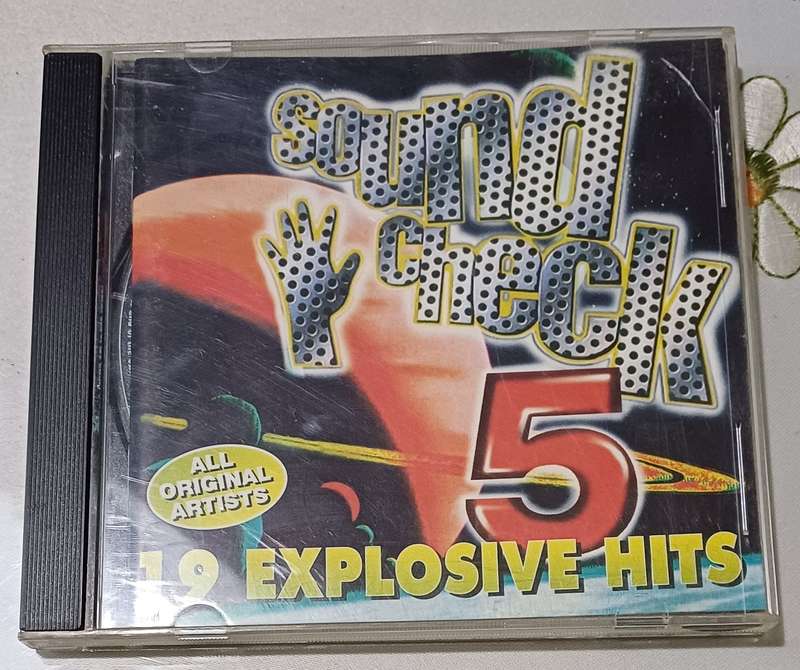 sound
check
5
ALL
ORIGINAL
ARTISTS
19 EXPLOSIVE HITS